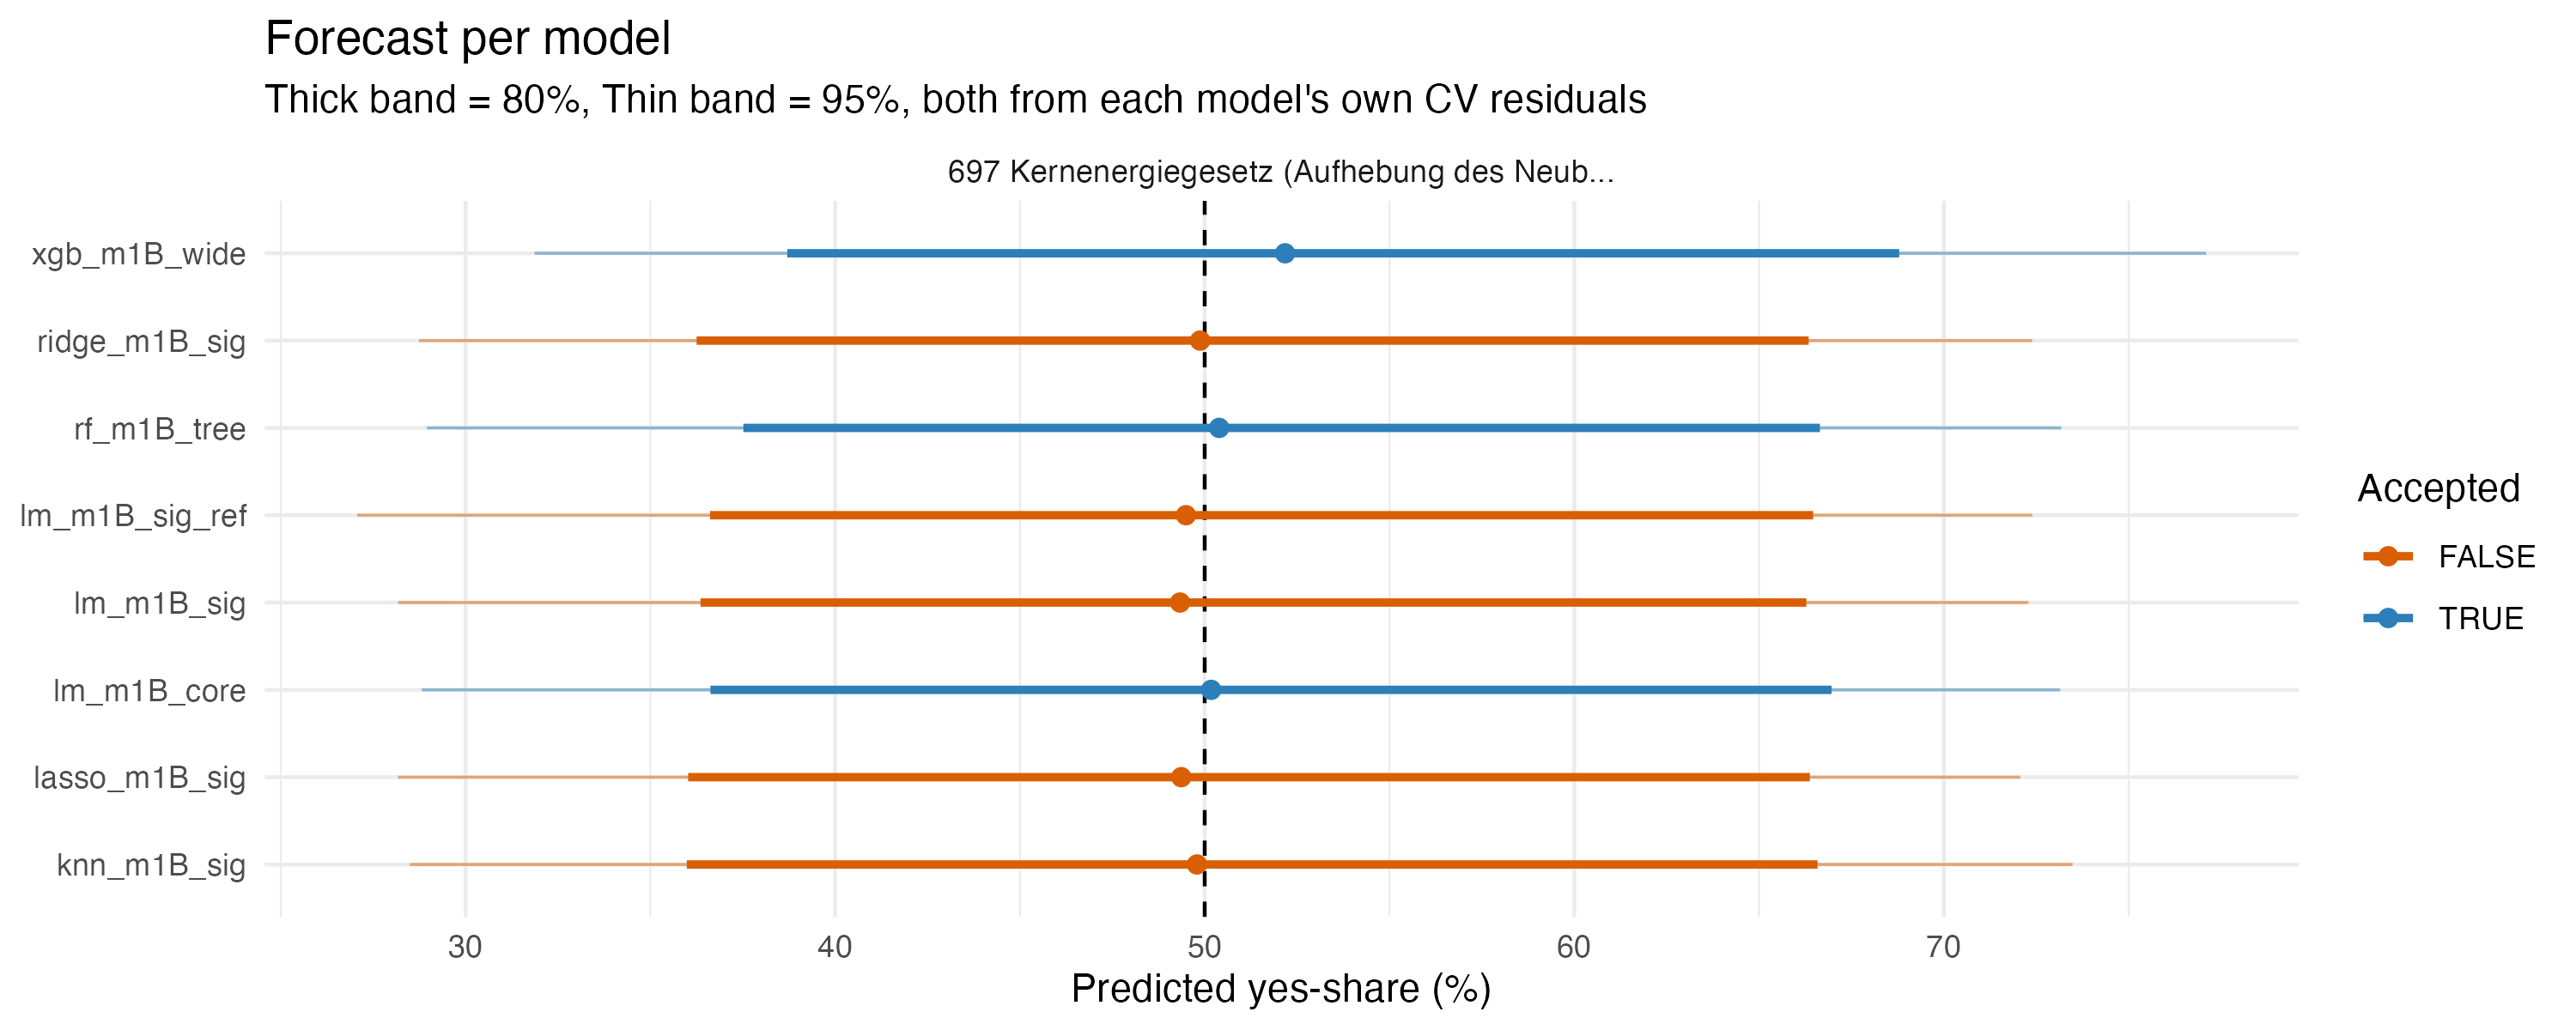 Forecast per model
Thick band = 80%, Thin band = 95%, both from each model's own CV residuals
697 Kernenergiegesetz (Aufhebung des Neub...
xgb_m1B_wide
ridge_m1B_sig
rf_m1B_tree
lm_m1B_sig_ref
lm_m1B_sig
lm_m1B_core
lasso_m1B_sig
knn_m1B_sig
30 40 50 60 70
Predicted yes-share (%)
Accepted
FALSE
TRUE